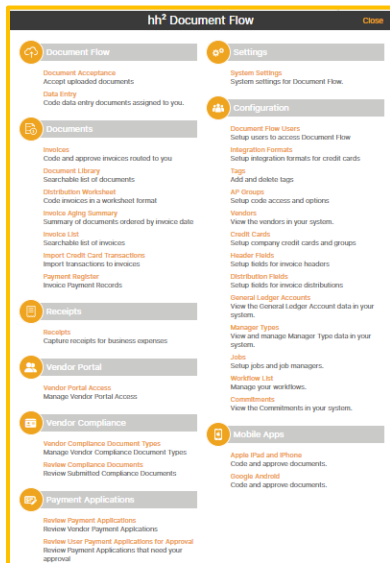 hh² Document Flow
Close
Document Flow
Document Acceptance
Accept uploaded documents
Data Entry
Code data entry documents assigned to you.
Documents
Invoices
Code and approve invoices routed to you
Document Library
Searchable list of documents
Distribution Worksheet
Code invoices in a worksheet format
Invoice Aging Summary
Summary of documents ordered by invoice date
Invoice List
Searchable list of invoices
Import Credit Card Transactions
Import transactions to invoices
Payment Register
Invoice Payment Records
Receipts
Receipts
Capture receipts for business expenses
Vendor Portal
Vendor Portal Access
Manage Vendor Portal Access
Vendor Compliance
Vendor Compliance Document Types
Manage Vendor Compliance Document Types
Review Compliance Documents
Review Submitted Compliance Documents
Payment Applications
Review Payment Applications
Review Vendor Payment Applications
Review User Payment Applications for Approval
Review Payment Applications that need your
approval
Settings
System Settings
System settings for Document Flow.
Configuration
Document Flow Users
Setup users to access Document Flow
Integration Formats
Setup integration formats for credit cards
Tags
Add and delete tags
AP Groups
Setup code access and options
Vendors
View the vendors in your system.
Credit Cards
Setup company credit cards and groups
Header Fields
Setup fields for invoice headers
Distribution Fields
Setup fields for invoice distributions
General Ledger Accounts
View the General Ledger Account data in your
system.
Manager Types
View and manage Manager Type data in your
system.
Jobs
Setup jobs and job managers.
Workflow List
Manage your workflows.
Commitments
View the Commitments in your system.
Mobile Apps
Apple iPad and iPhone
Code and approve documents.
Google Android
Code and approve documents.